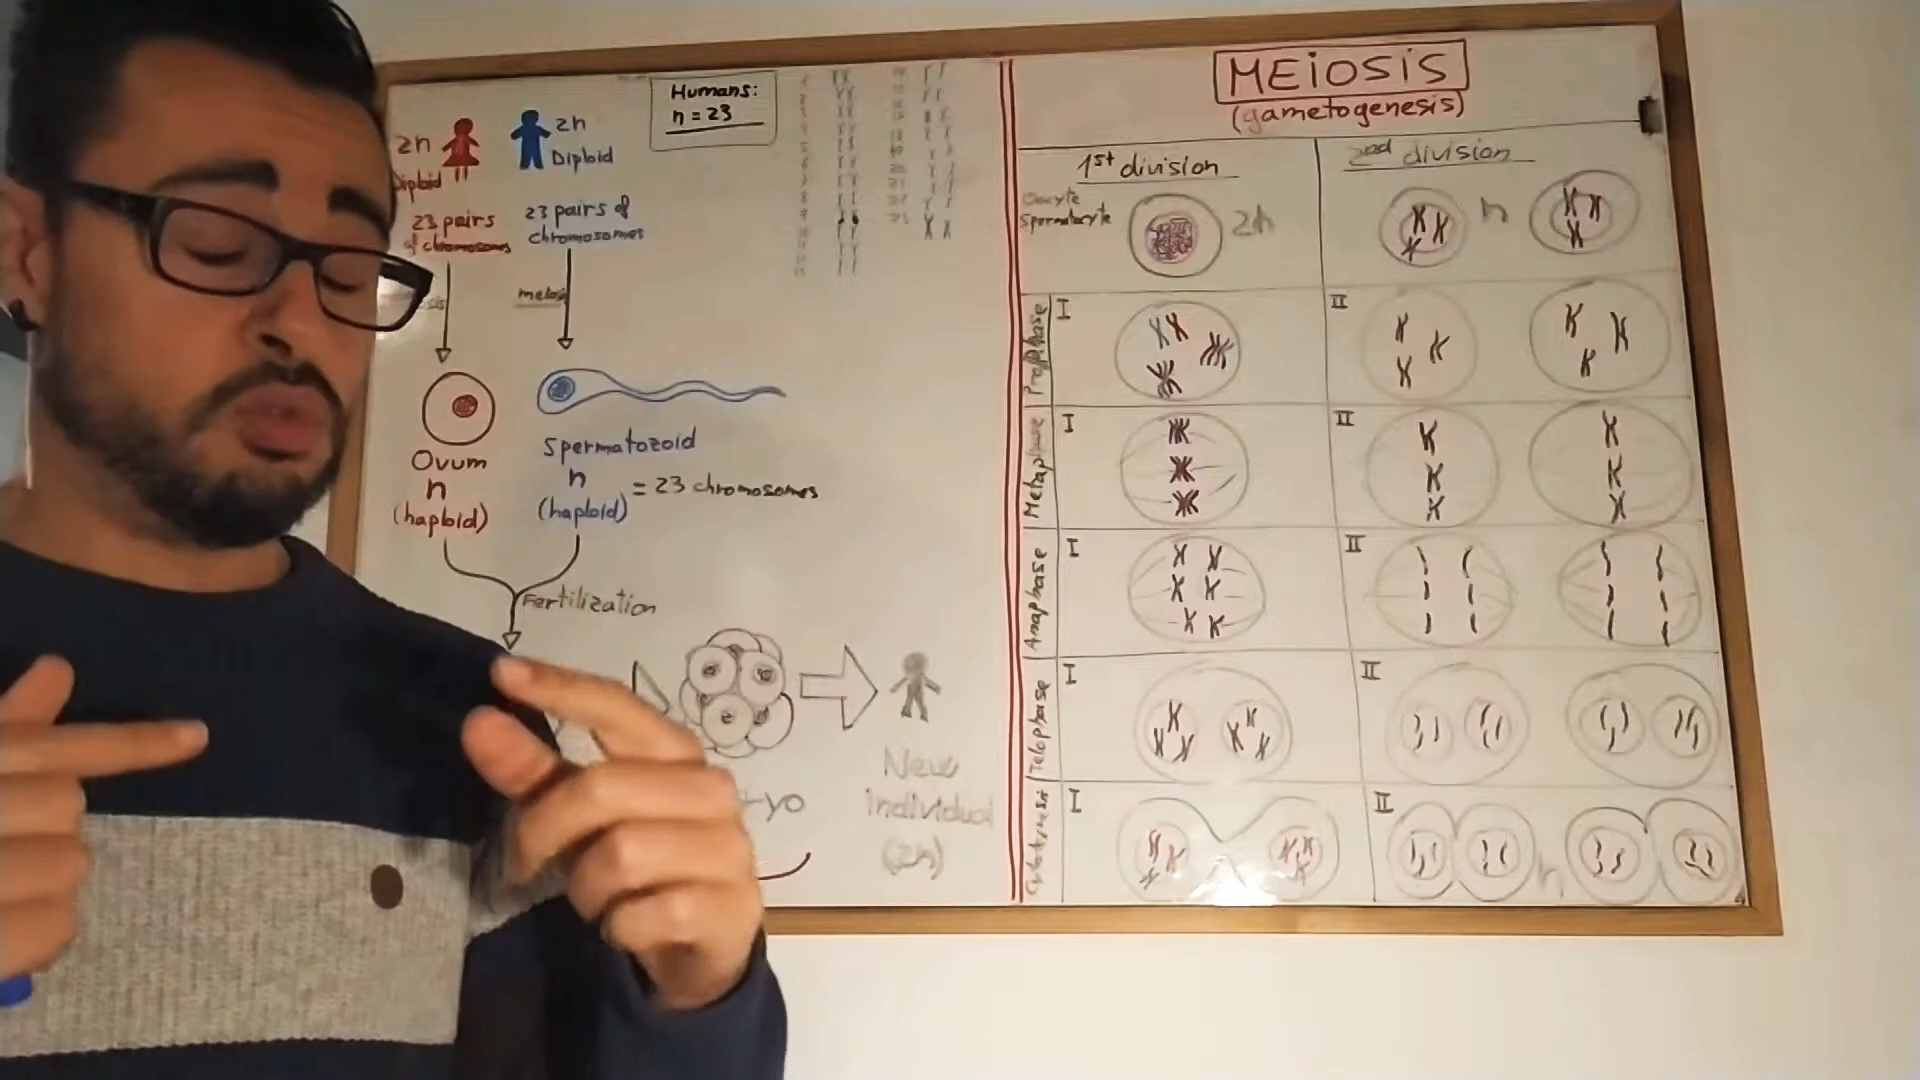 Humans:
n = 23
2n
Diploid
2n
Diploid
23 pairs
of chromosomes
23 pairs of
chromosomes
meiosis
Ovum
n
(haploid)
Spermatozoid
n
(haploid)
= 23 chromosomes
Fertilization
New
individual
(2n)
MEiOSiS
(gametogenesis)
1st division
2nd division
Oocyte
Spermatocyte
2n
n
Prophase
I
II
Metaphase
I
II
Anaphase
I
II
Telophase
I
II
I
II
n